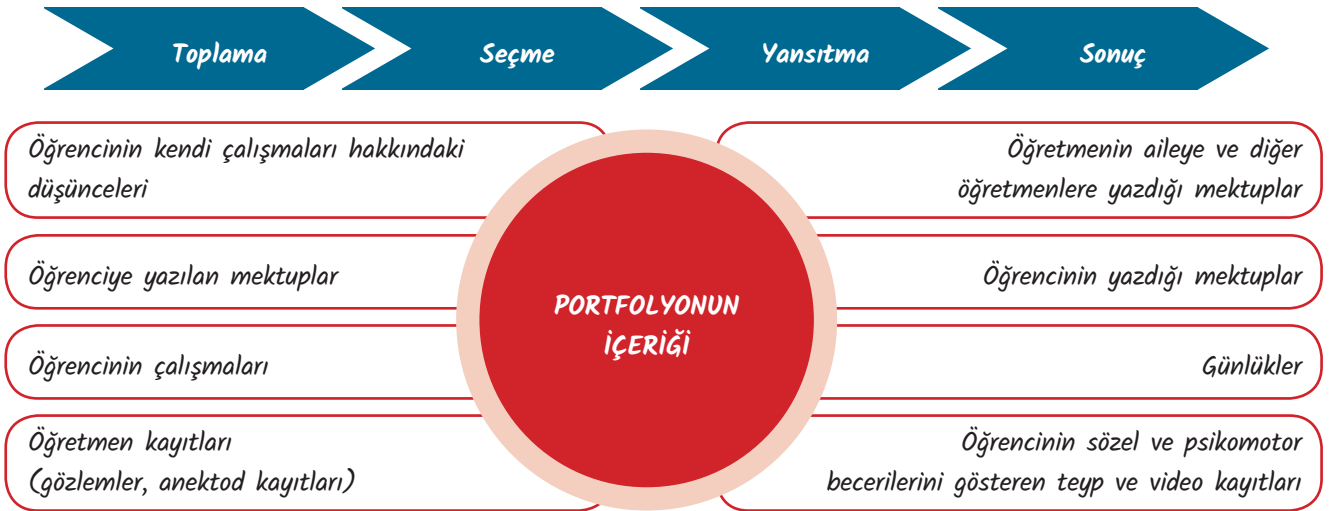 Toplama
Seçme
Yansıtma
Sonuç
Öğrencinin kendi çalışmaları hakkındaki
düşünceleri
Öğrenciye yazılan mektuplar
Öğrencinin çalışmaları
Öğretmen kayıtları
(gözlemler, anektod kayıtları)
PORTFOLYONUN
İÇERİĞİ
Öğretmenin aileye ve diğer
öğretmenlere yazdığı mektuplar
Öğrencinin yazdığı mektuplar
Günlükler
Öğrencinin sözel ve psikomotor
becerilerini gösteren teyp ve video kayıtları